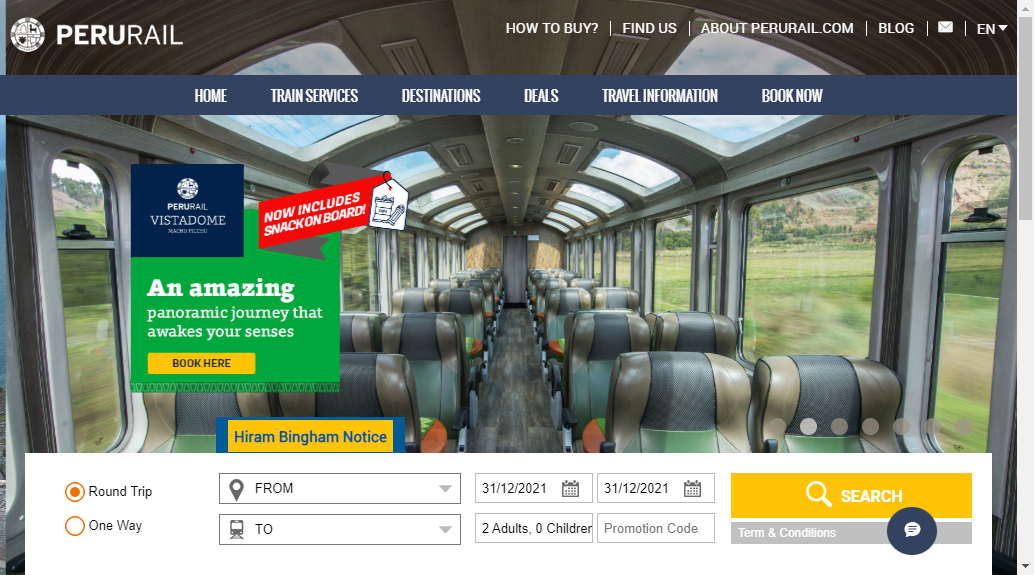 PERURAIL
HOW TO BUY?
FIND US
ABOUT PERURAIL.COM
BLOG
EN
HOME
TRAIN SERVICES
DESTINATIONS
DEALS
TRAVEL INFORMATION
BOOK NOW
PERURAIL
VISTADOME
MACHU PICCHU
NOW INCLUDES
SNACK ON BOARD!
An amazing
panoramic journey that
awakes your senses
BOOK HERE
Hiram Bingham Notice
Round Trip
One Way
FROM
TO
31/12/2021
31/12/2021
2 Adults, 0 Children
Promotion Code
SEARCH
Term & Conditions